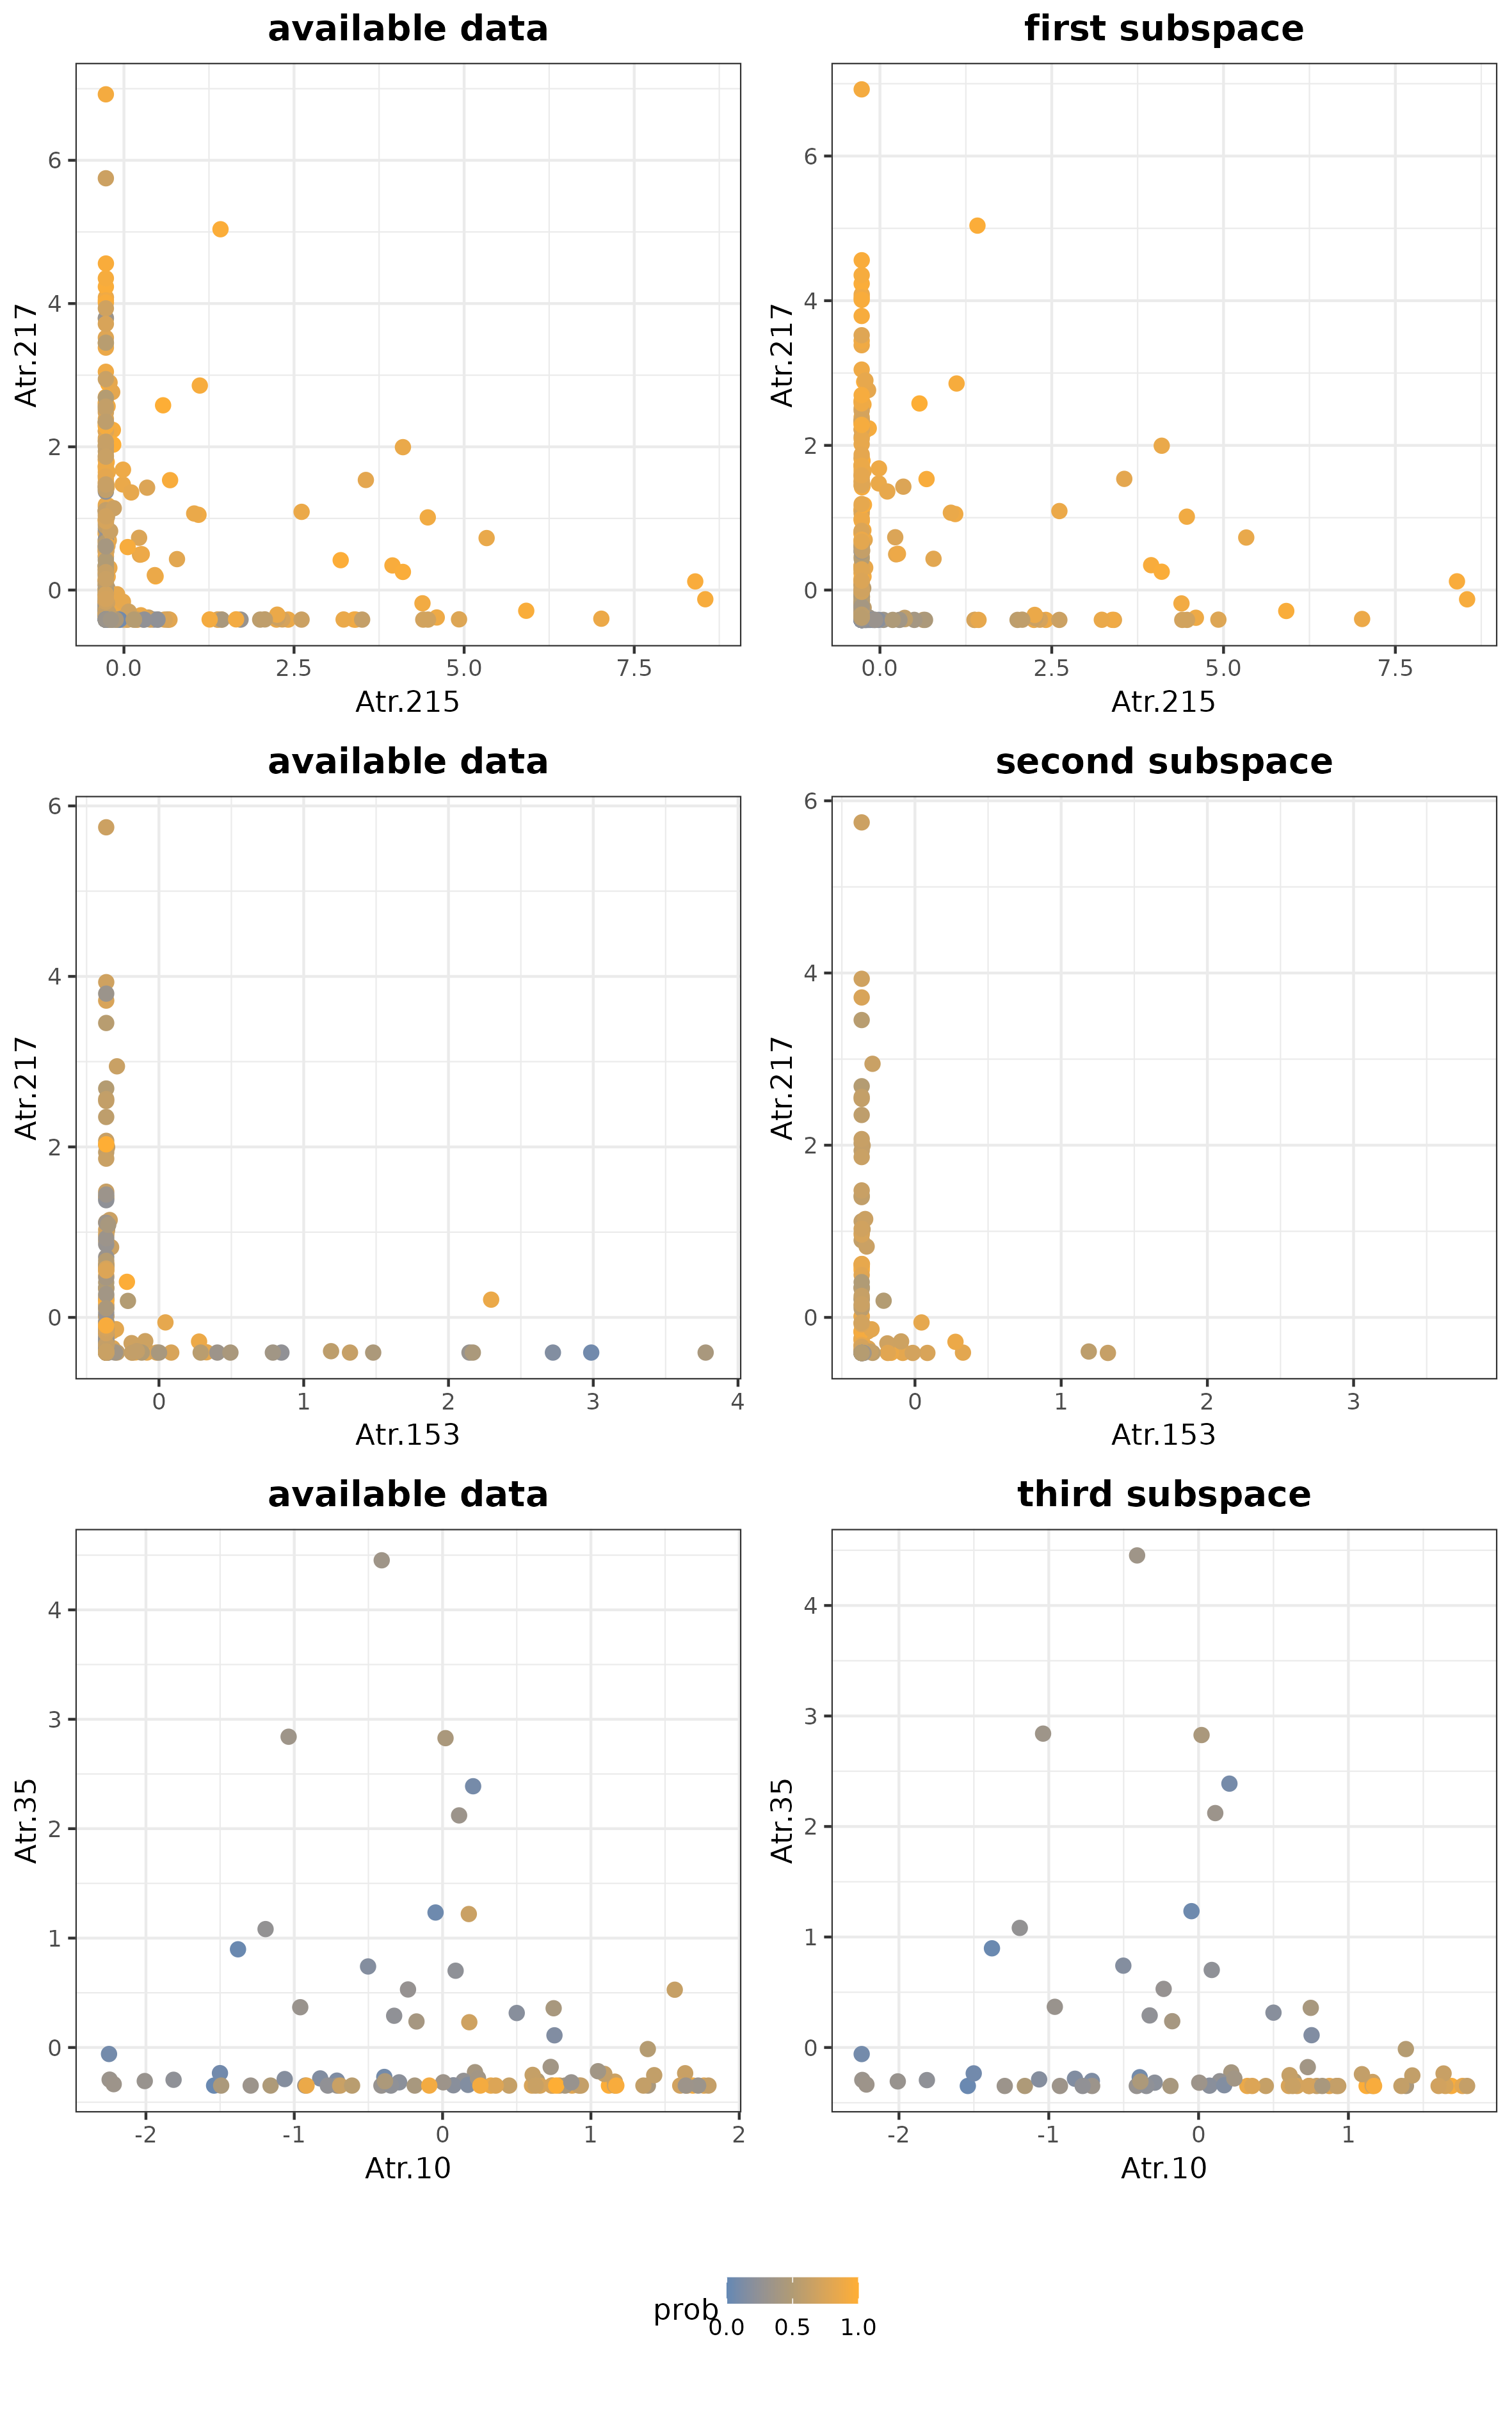 available data
first subspace
Atr.217
6
4
2
0
0.0 2.5 5.0 7.5
Atr.215
Atr.217
6
4
2
0
0.0 2.5 5.0 7.5
Atr.215
available data
second subspace
Atr.217
6
4
2
0
0 1 2 3 4
Atr.153
Atr.217
6
4
2
0
0 1 2 3
Atr.153
available data
third subspace
Atr.35
4
3
2
1
0
-2 -1 0 1 2
Atr.10
Atr.35
4
3
2
1
0
-2 -1 0 1
Atr.10
prob
0.0 0.5 1.0